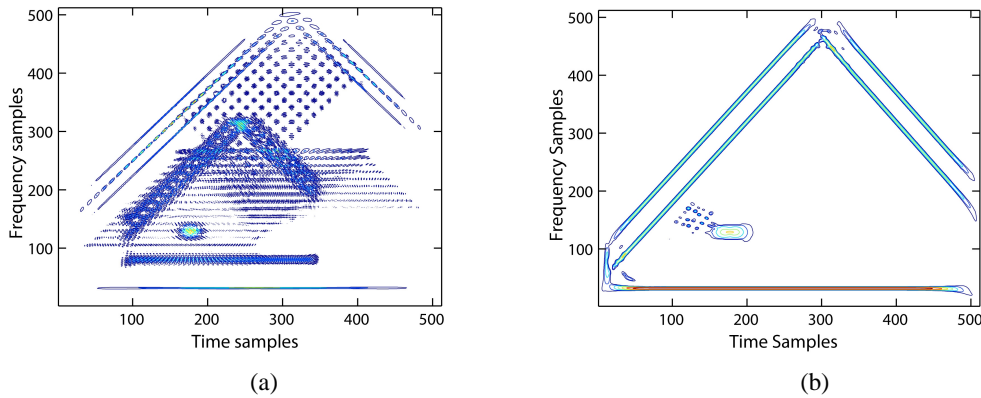 500
400
300
200
100
Frequency samples
100 200 300 400 500
Time samples
(a)
500
400
300
200
100
Frequency Samples
100 200 300 400 500
Time Samples
(b)